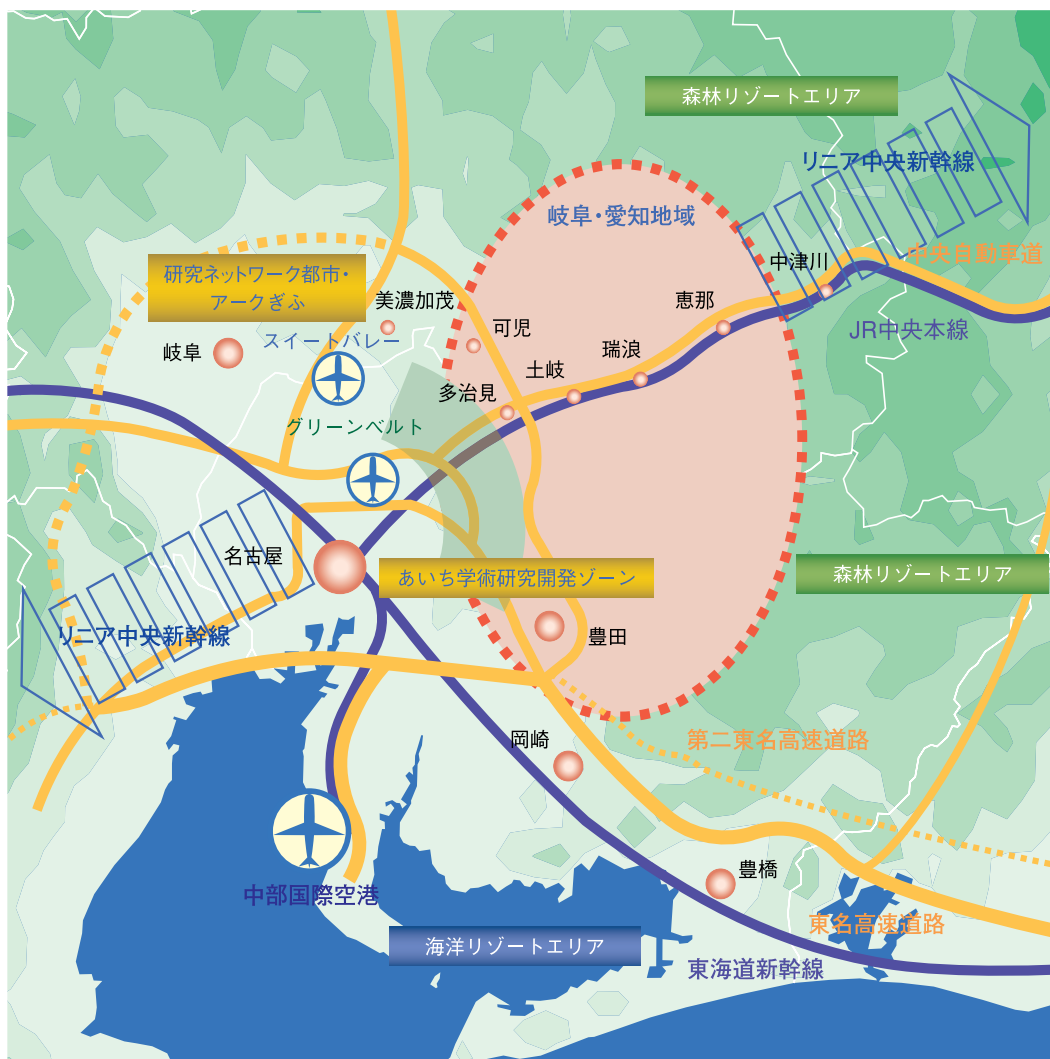 森林リゾートエリア
リニア中央新幹線
岐阜・愛知地域
中央自動車道
中津川
研究ネットワーク都市・
アークぎふ
美濃加茂
恵那
JR中央本線
可児
スイートバレー
岐阜
瑞浪
土岐
多治見
グリーンベルト
名古屋
あいち学術研究開発ゾーン
森林リゾートエリア
リニア中央新幹線
豊田
岡崎
第二東名高速道路
豊橋
中部国際空港
東名高速道路
海洋リゾートエリア
東海道新幹線